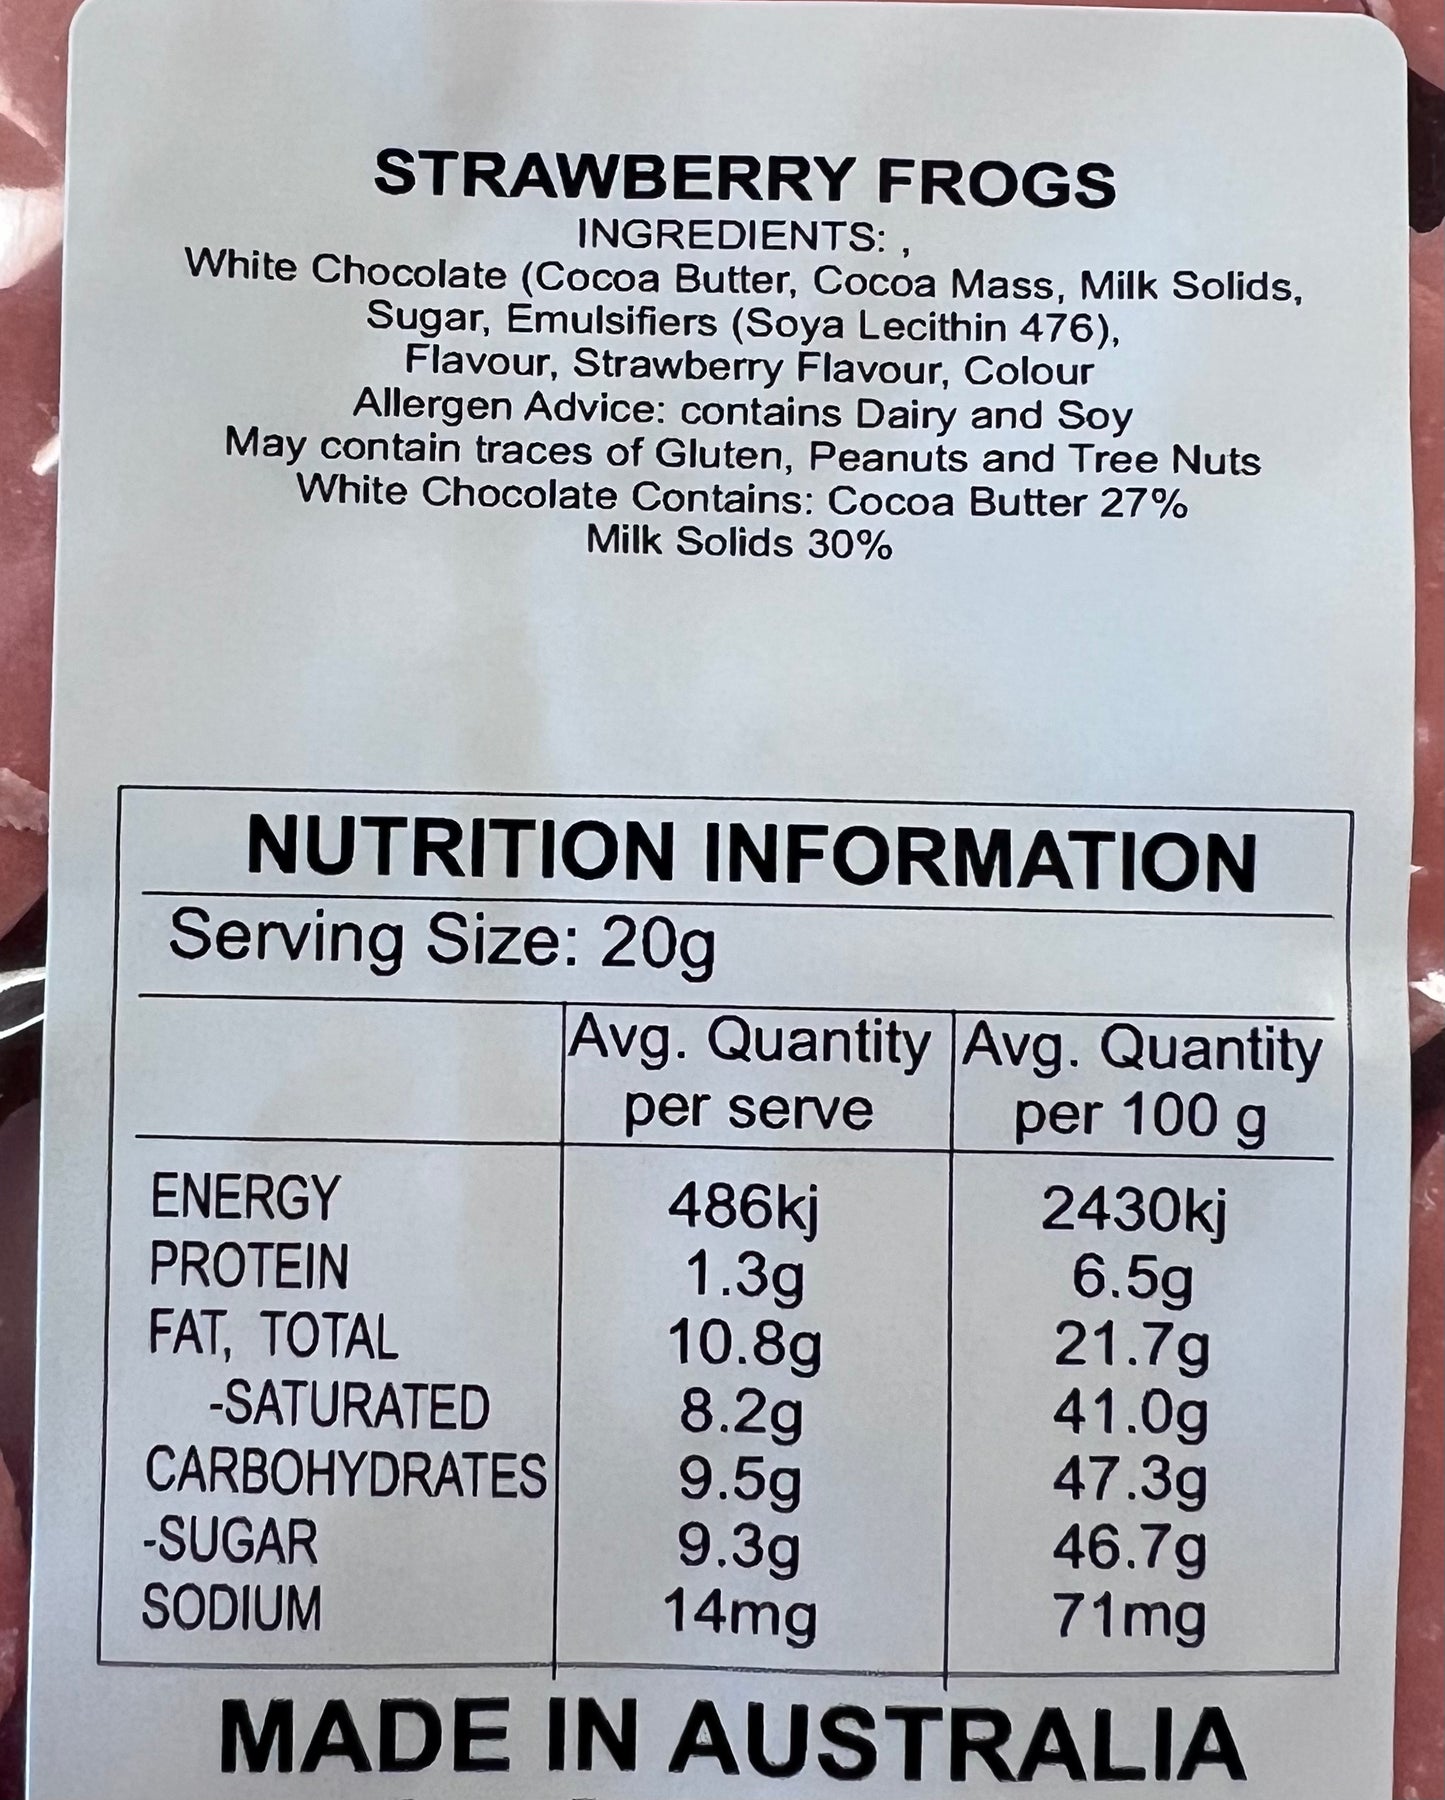 STRAWBERRY FROGS
INGREDIENTS: ,
White Chocolate (Cocoa Butter, Cocoa Mass, Milk Solids,
Sugar, Emulsifiers (Soya Lecithin 476),
Flavour, Strawberry Flavour, Colour
Allergen Advice: contains Dairy and Soy
May contain traces of Gluten, Peanuts and Tree Nuts
White Chocolate Contains: Cocoa Butter 27%
Milk Solids 30%
NUTRITION INFORMATION
Serving Size: 20g
Avg. Quantity per serve Avg. Quantity per 100 g
ENERGY 486kj 2430kj
PROTEIN 1.3g 6.5g
FAT, TOTAL 10.8g 21.7g
-SATURATED 8.2g 41.0g
CARBOHYDRATES 9.5g 47.3g
-SUGAR 9.3g 46.7g
SODIUM 14mg 71mg
MADE IN AUSTRALIA